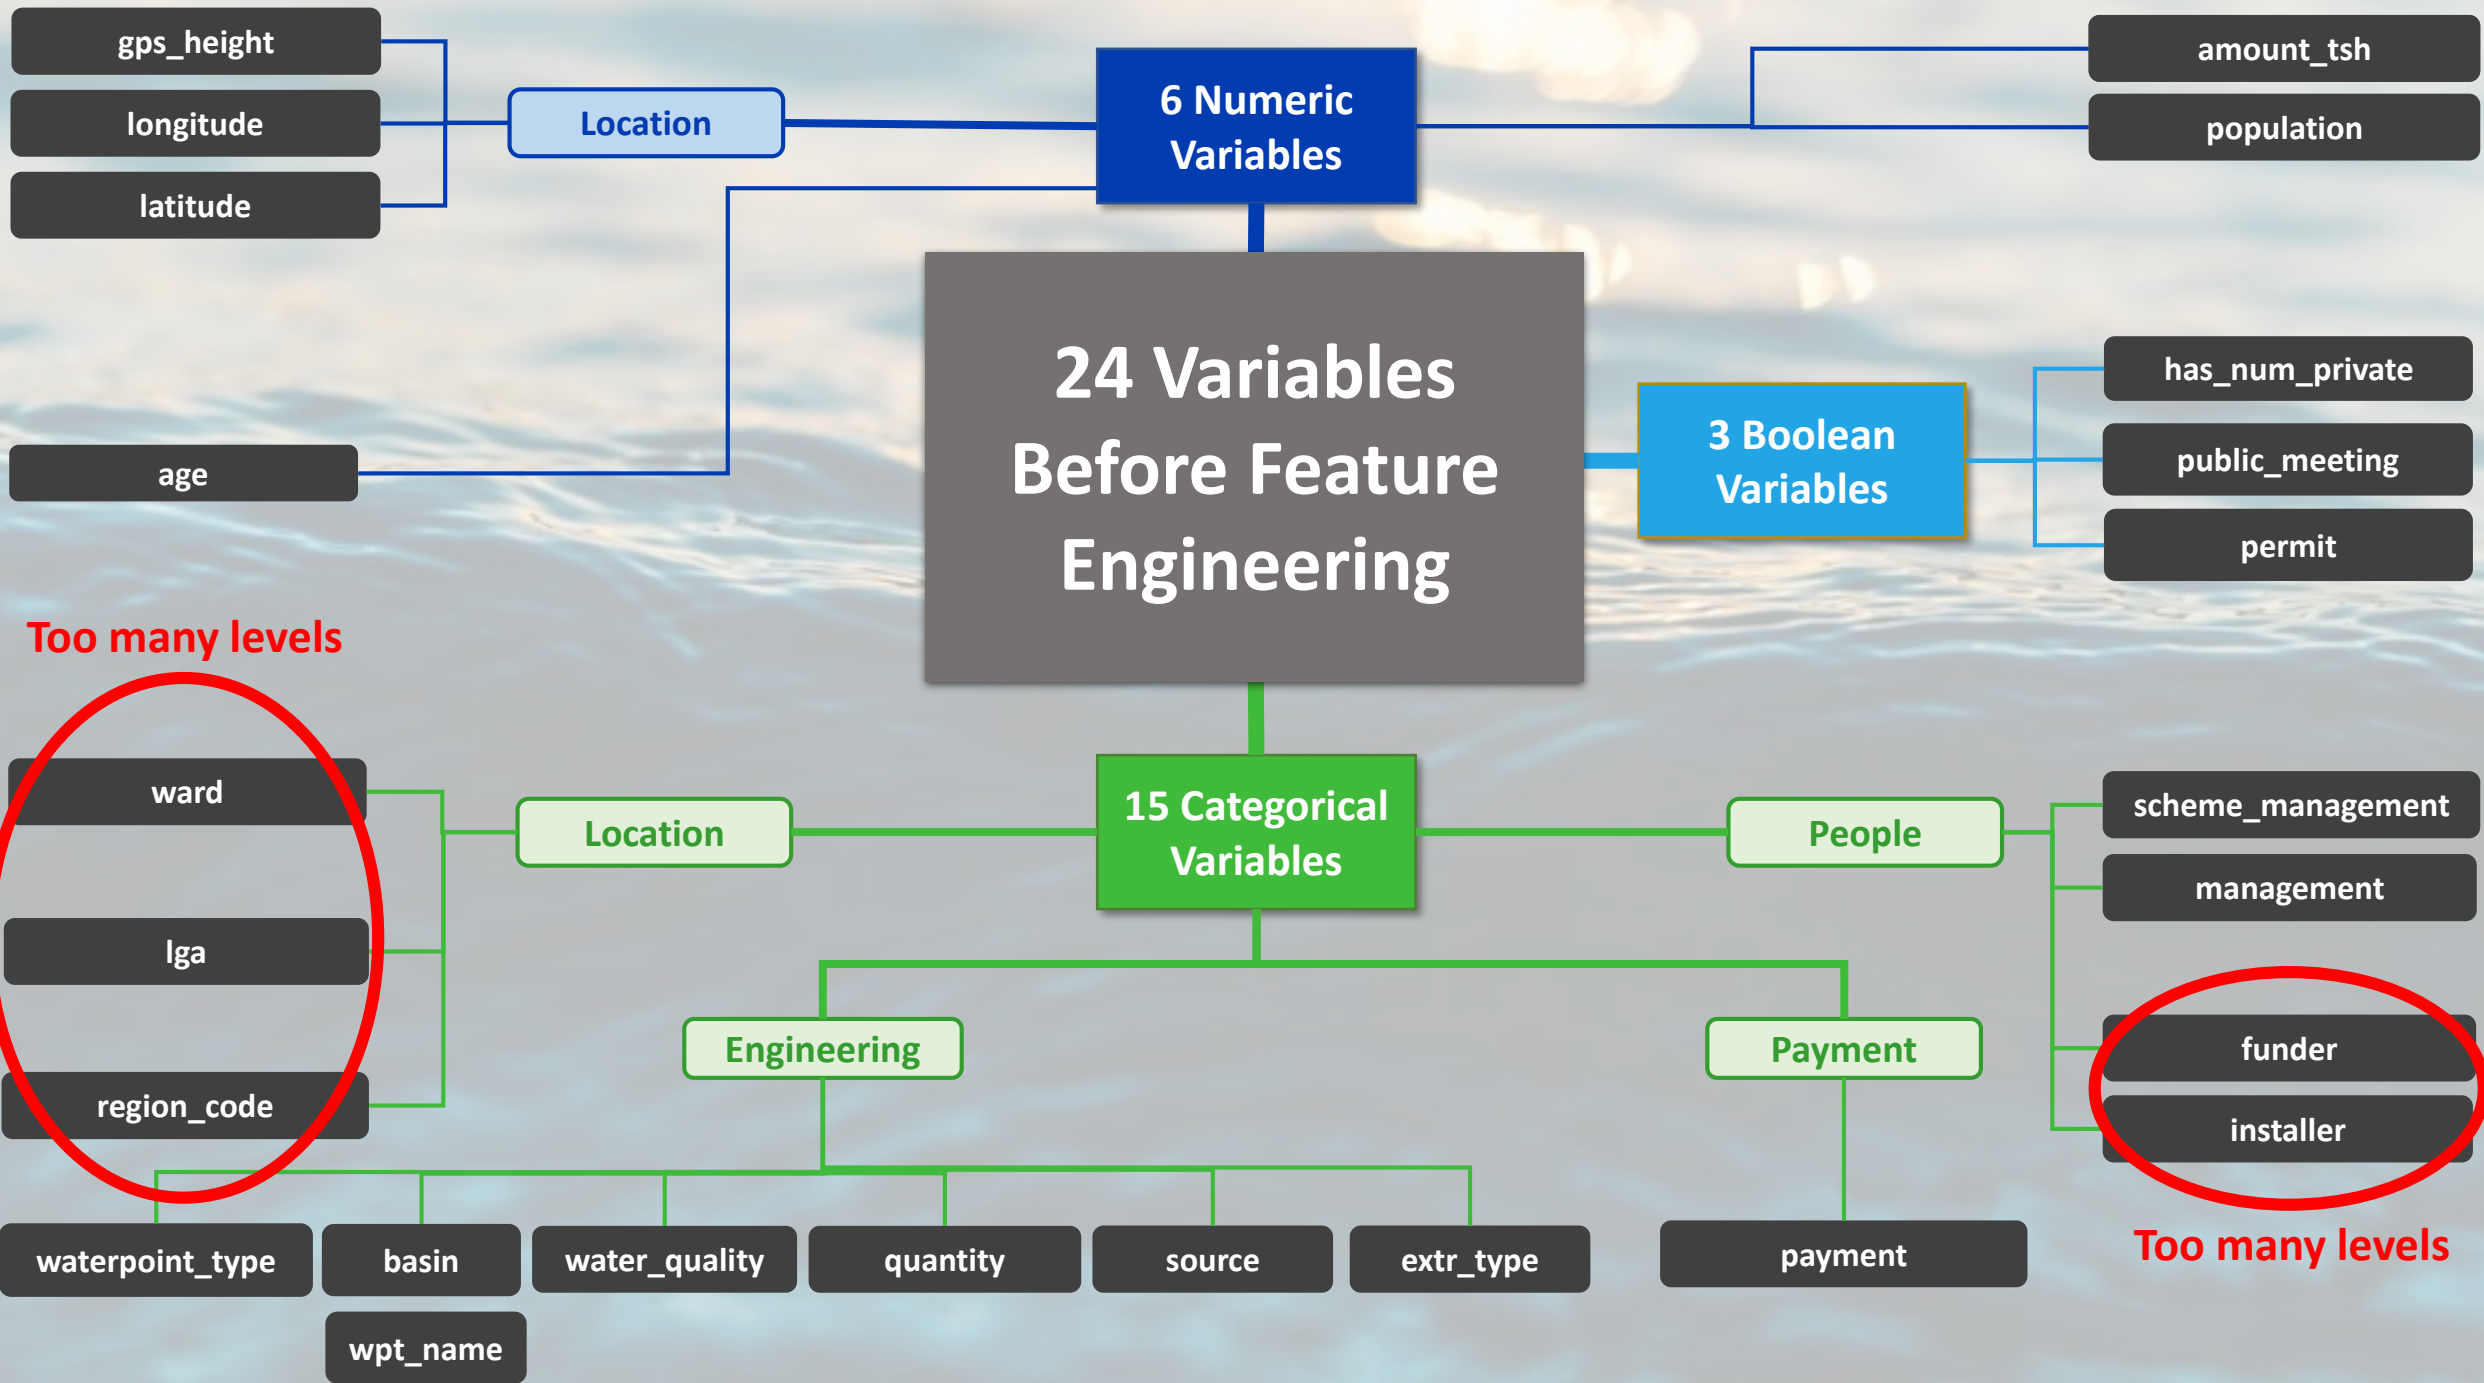 gps_height
longitude
latitude
Location
6 Numeric
Variables
amount_tsh
population
age
24 Variables
Before Feature
Engineering
3 Boolean
Variables
has_num_private
public_meeting
permit
Too many levels
ward
lga
region_code
Location
15 Categorical
Variables
People
scheme_management
management
funder
installer
Too many levels
Engineering
Payment
waterpoint_type
basin
water_quality
quantity
source
extr_type
payment
wpt_name